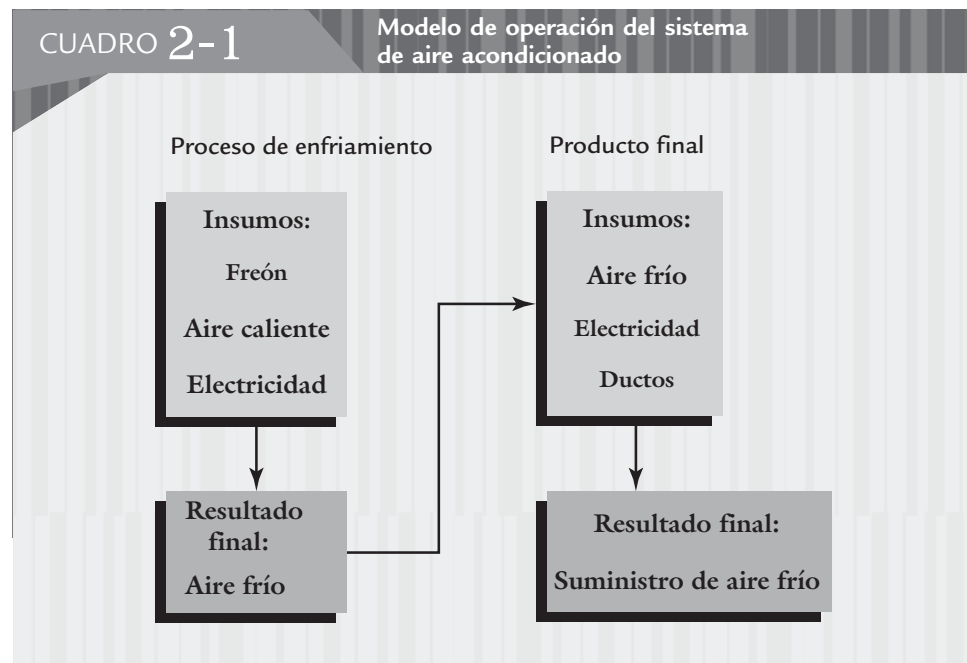 CUADRO 2-1
Modelo de operación del sistema
de aire acondicionado
Proceso de enfriamiento
Insumos:
Freón
Aire caliente
Electricidad
Resultado
final:
Aire frío
Producto final
Insumos:
Aire frío
Electricidad
Ductos
Resultado final:
Suministro de aire frío